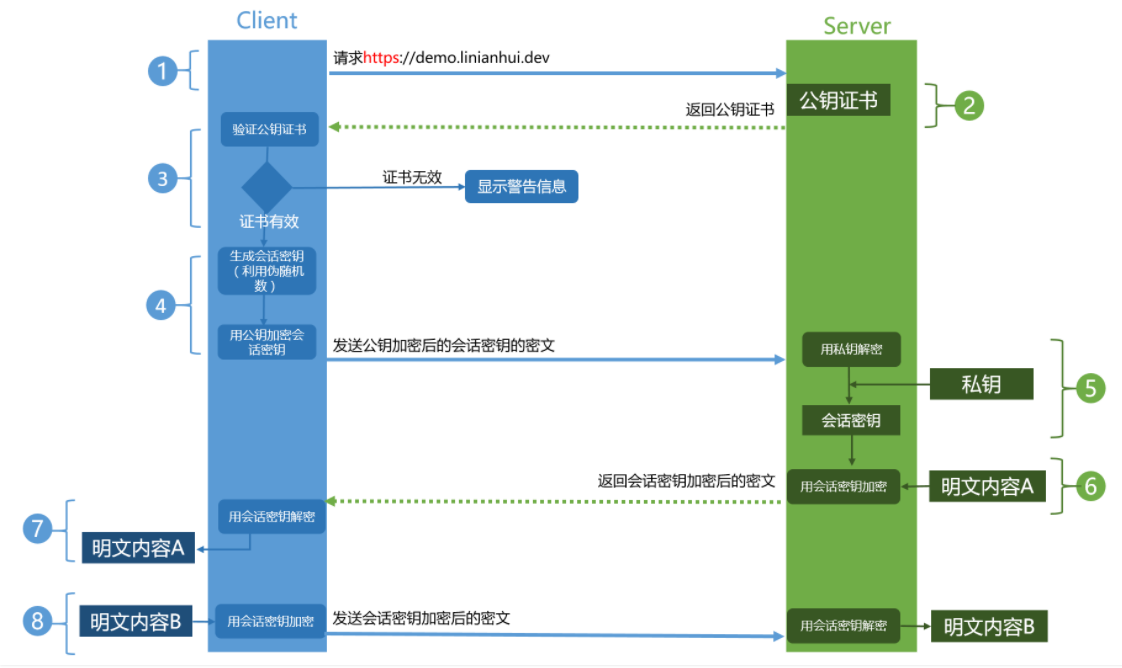 Client
Server
请求https://demo.linianhui.dev
1
公钥证书
2
返回公钥证书
验证公钥证书
3
证书无效
显示警告信息
证书有效
生成会话密钥
（利用伪随机
数）
4
用公钥加密会
话密钥
发送公钥加密后的会话密钥的密文
用私钥解密
私钥
5
会话密钥
返回会话密钥加密后的密文
用会话密钥加密
明文内容A
6
7
用会话密钥解密
明文内容A
8
明文内容B
用会话密钥加密
发送会话密钥加密后的密文
用会话密钥解密
明文内容B